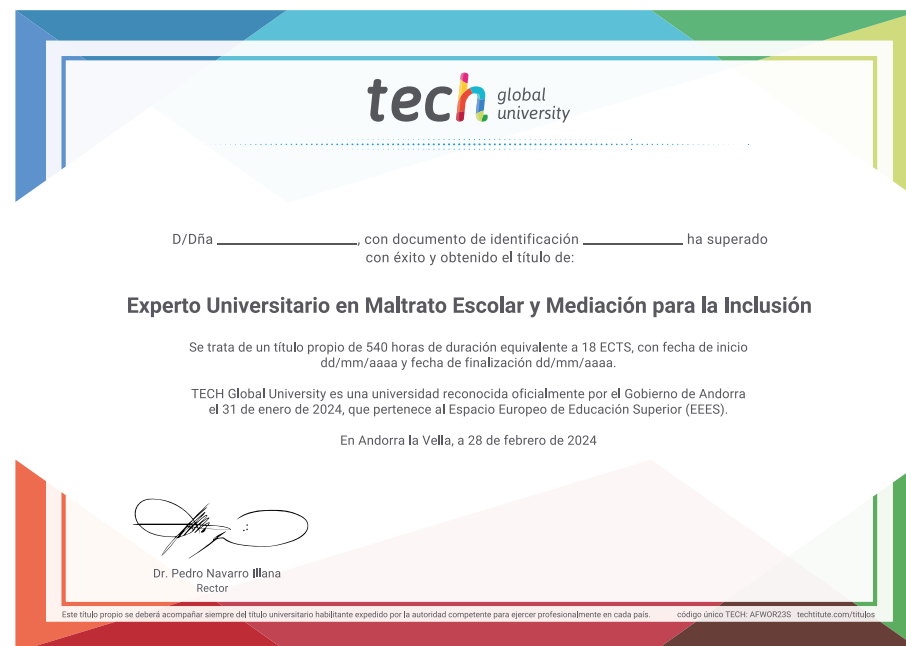 tech global university
D/Dña ____________________, con documento de identificación ______________ ha superado
con éxito y obtenido el título de:
Experto Universitario en Maltrato Escolar y Mediación para la Inclusión
Se trata de un título propio de 540 horas de duración equivalente a 18 ECTS, con fecha de inicio
dd/mm/aaaa y fecha de finalización dd/mm/aaaa.
TECH Global University es una universidad reconocida oficialmente por el Gobierno de Andorra
el 31 de enero de 2024, que pertenece al Espacio Europeo de Educación Superior (EEES).
En Andorra la Vella, a 28 de febrero de 2024
Dr. Pedro Navarro Illana
Rector
Este título propio se deberá acompañar siempre del título universitario habilitante expedido por la autoridad competente para ejercer profesionalmente en cada país. código único TECH: AFWOR23S techtitute.com/títulos